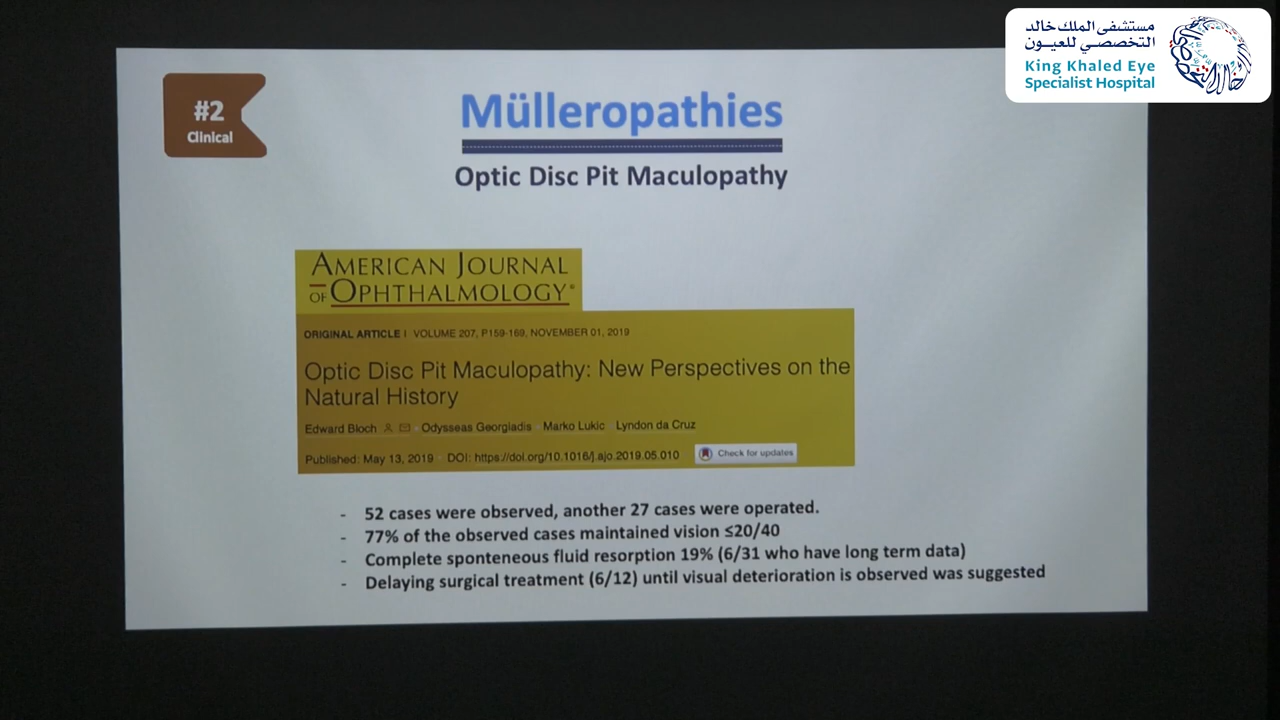 مستشفى الملك خالد
التخصصي للعيون
King Khaled Eye
Specialist Hospital
#2
Clinical
Mülleropathies
Optic Disc Pit Maculopathy
AMERICAN JOURNAL
OF OPHTHALMOLOGY®
ORIGINAL ARTICLE | VOLUME 207, P159-169, NOVEMBER 01, 2019
Optic Disc Pit Maculopathy: New Perspectives on the
Natural History
Edward Bloch • Odysseas Georgiadis • Marko Lukic • Lyndon da Cruz
Published: May 13, 2019 • DOI: https://doi.org/10.1016/j.ajo.2019.05.010 Check for updates
- 52 cases were observed, another 27 cases were operated.
- 77% of the observed cases maintained vision ≤20/40
- Complete sponteneous fluid resorption 19% (6/31 who have long term data)
- Delaying surgical treatment (6/12) until visual deterioration is observed was suggested